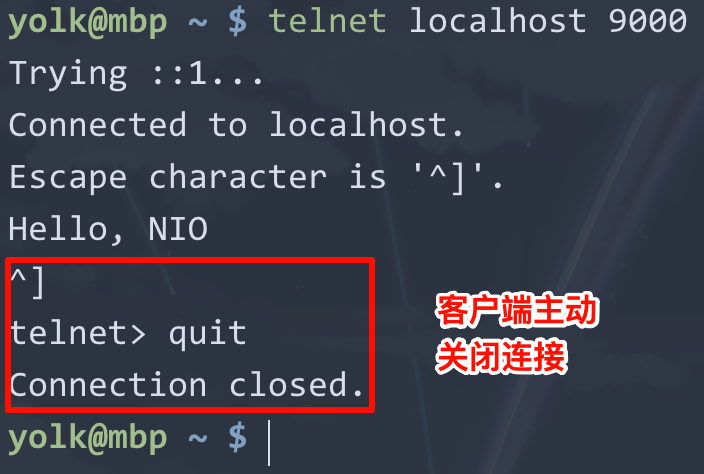 yolk@mbp ~ $ telnet localhost 9000
Trying ::1...
Connected to localhost.
Escape character is '^]'.
Hello, NIO
^]
telnet> quit
Connection closed.
yolk@mbp ~ $
客户端主动
关闭连接